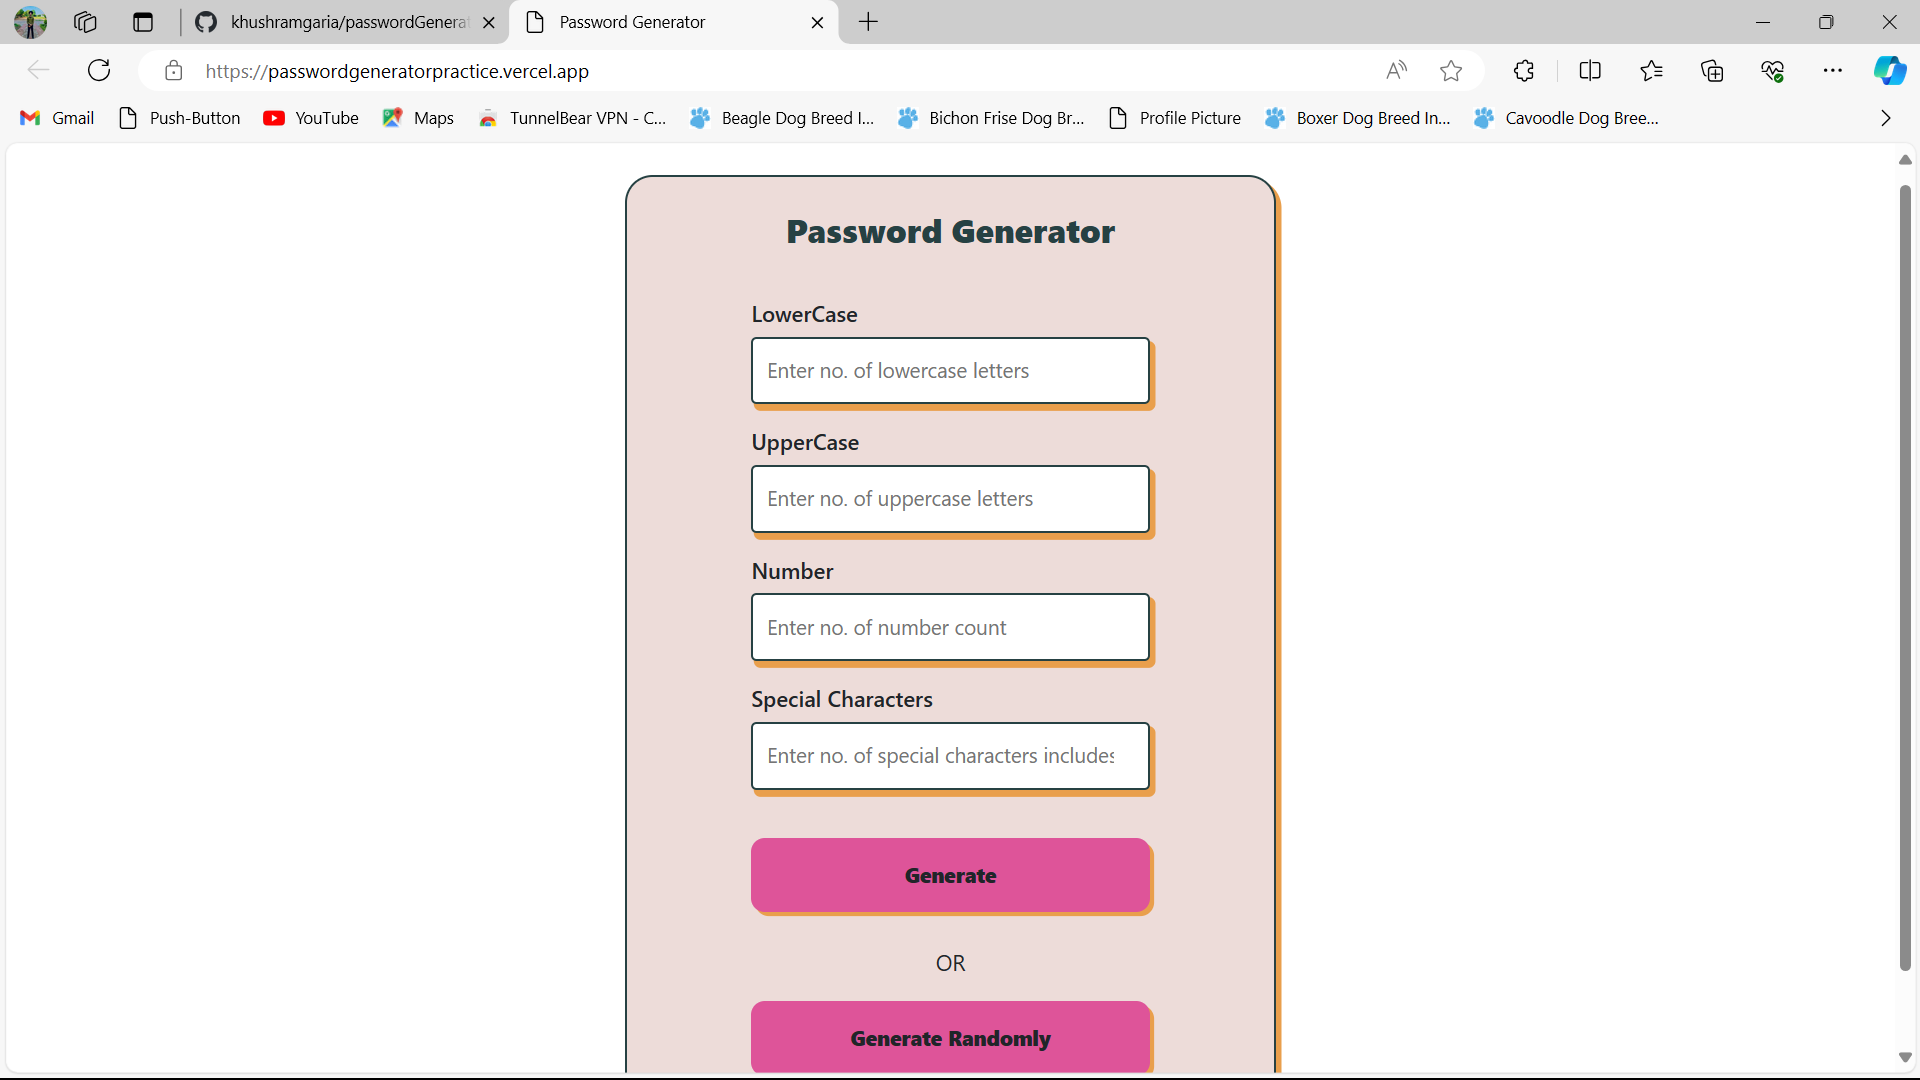 khushramgaria/passwordGenerat
Password Generator
https://passwordgeneratorpractice.vercel.app
Gmail
Push-Button
YouTube
Maps
TunnelBear VPN - C...
Beagle Dog Breed I...
Bichon Frise Dog Br...
Profile Picture
Boxer Dog Breed In...
Cavoodle Dog Bree...
Password Generator
LowerCase
Enter no. of lowercase letters
UpperCase
Enter no. of uppercase letters
Number
Enter no. of number count
Special Characters
Enter no. of special characters includes
Generate
OR
Generate Randomly